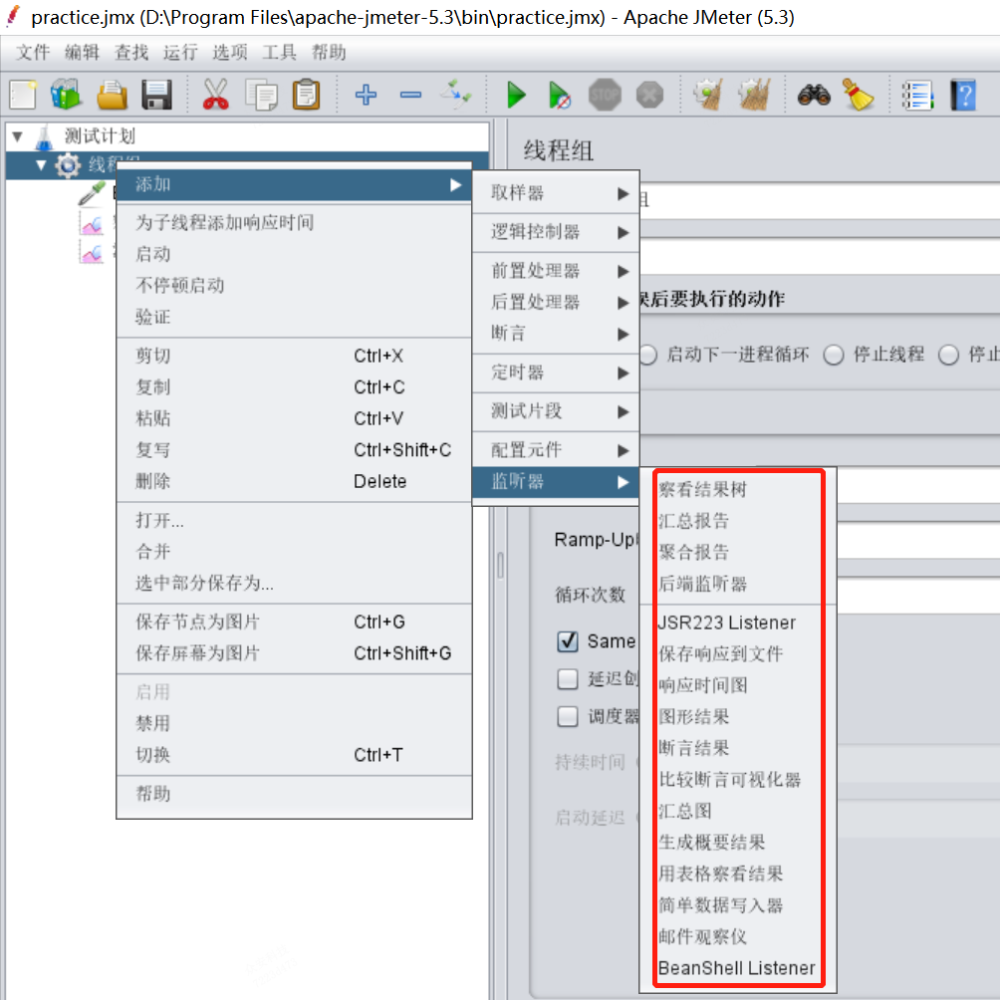 practice.jmx (D:\Program Files\apache-jmeter-5.3\bin\practice.jmx) - Apache JMeter (5.3)
文件 编辑 查找 运行 选项 工具 帮助
STOP
测试计划
线程组
线程组
组
后要执行的动作
启动下一进程循环 停止线程 停止
Ramp-Up
循环次数
Same
延迟创
调度器
持续时间
启动延迟
添加
为子线程添加响应时间
启动
不停顿启动
验证
剪切 Ctrl+X
复制 Ctrl+C
粘贴 Ctrl+V
复写 Ctrl+Shift+C
删除 Delete
打开...
合并
选中部分保存为...
保存节点为图片 Ctrl+G
保存屏幕为图片 Ctrl+Shift+G
启用
禁用
切换 Ctrl+T
帮助
取样器
逻辑控制器
前置处理器
后置处理器
断言
定时器
测试片段
配置元件
监听器
察看结果树
汇总报告
聚合报告
后端监听器
JSR223 Listener
保存响应到文件
响应时间图
图形结果
断言结果
比较断言可视化器
汇总图
生成概要结果
用表格察看结果
简单数据写入器
邮件观察仪
BeanShell Listener